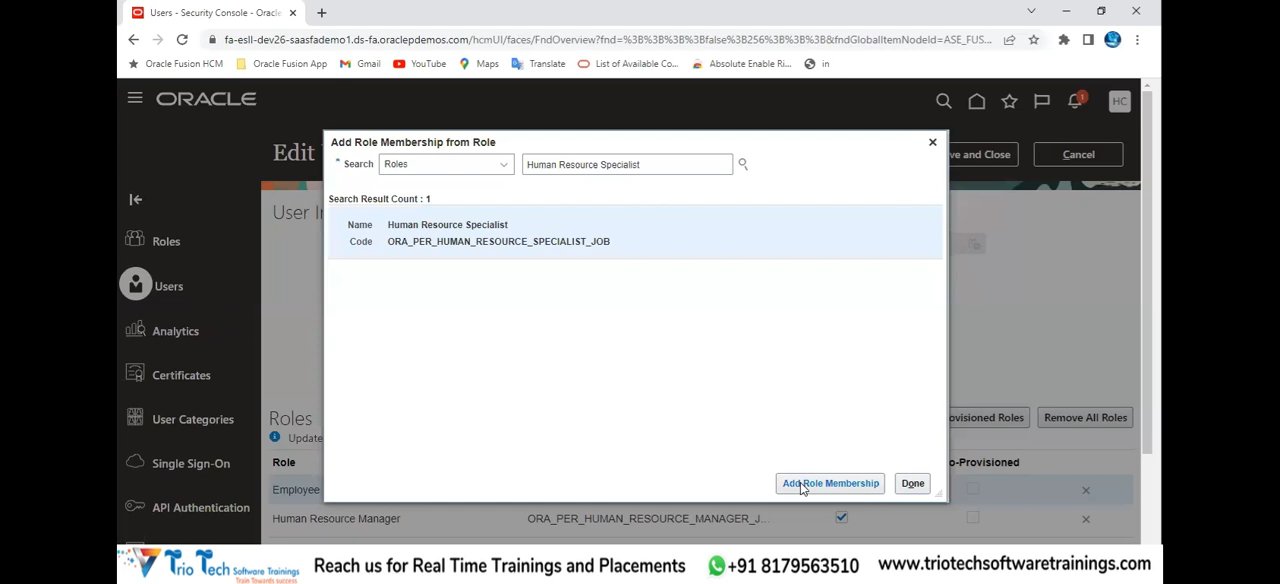 Users - Security Console - Oracle
fa-esll-dev26-saasfademo1.ds-fa.oraclepdemos.com/hcmUI/faces/FndOverview?fnd=%3B%3B%3B%3Bfalse%3B256%3B%3B%3B&fndGlobalItemNodeId=ASE_FUS...
Oracle Fusion HCM Oracle Fusion App Gmail YouTube Maps Translate List of Available Co... Absolute Enable Ri... in
ORACLE 1 HC
Add Role Membership from Role
Edit ve and Close Cancel
* Search Roles Human Resource Specialist
Search Result Count : 1
User In
Name Human Resource Specialist
Code ORA_PER_HUMAN_RESOURCE_SPECIALIST_JOB
Roles
Users
Analytics
Certificates
User Categories
Single Sign-On
API Authentication
Roles ovisioned Roles Remove All Roles
Update
Role o-Provisioned
Add Role Membership Done
Employee
Human Resource Manager ORA_PER_HUMAN_RESOURCE_MANAGER_J...
Trio Tech Software Trainings
Train Towards success
Reach us for Real Time Trainings and Placements +91 8179563510 www.triotechsoftwaretrainings.com